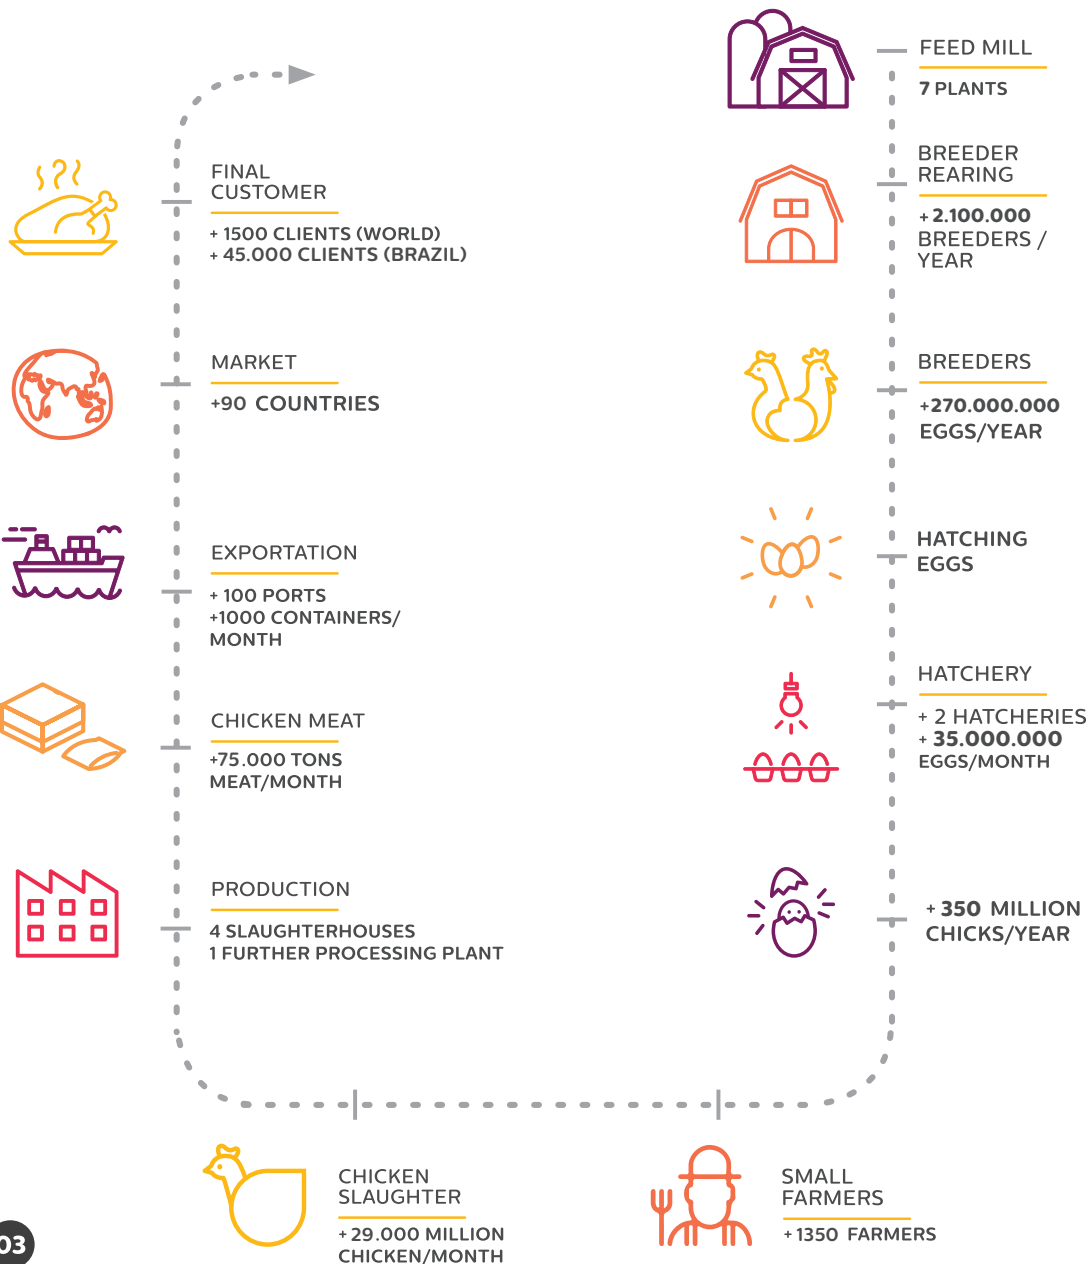 FEED MILL
7 PLANTS
BREEDER
REARING
+ 2.100.000
BREEDERS /
YEAR
BREEDERS
+270.000.000
EGGS/YEAR
HATCHING
EGGS
HATCHERY
+ 2 HATCHERIES
+ 35.000.000
EGGS/MONTH
+ 350 MILLION
CHICKS/YEAR
SMALL
FARMERS
+ 1350 FARMERS
CHICKEN
SLAUGHTER
+ 29.000 MILLION
CHICKEN/MONTH
PRODUCTION
4 SLAUGHTERHOUSES
1 FURTHER PROCESSING PLANT
CHICKEN MEAT
+75.000 TONS
MEAT/MONTH
EXPORTATION
+ 100 PORTS
+1000 CONTAINERS/
MONTH
MARKET
+90 COUNTRIES
FINAL
CUSTOMER
+ 1500 CLIENTS (WORLD)
+ 45.000 CLIENTS (BRAZIL)
03